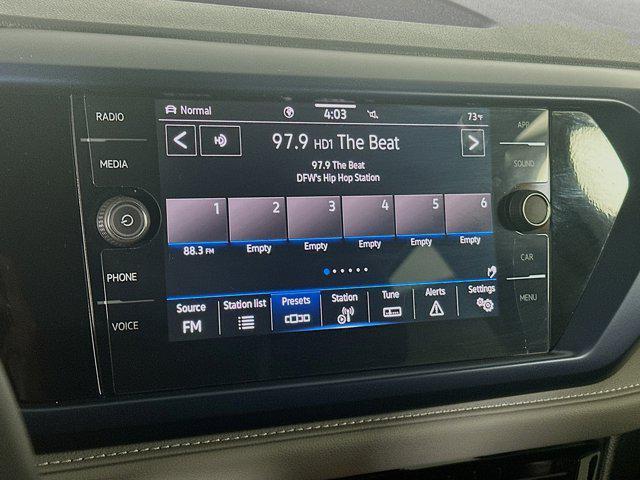 RADIO
MEDIA
PHONE
VOICE
Normal
4:03
73°F
97.9 HD1 The Beat
97.9 The Beat
DFW's Hip Hop Station
1 2 3 4 5 6
88.3 FM Empty Empty Empty Empty Empty
Source Station list Presets Station Tune Alerts Settings
FM
APP
SOUND
CAR
MENU